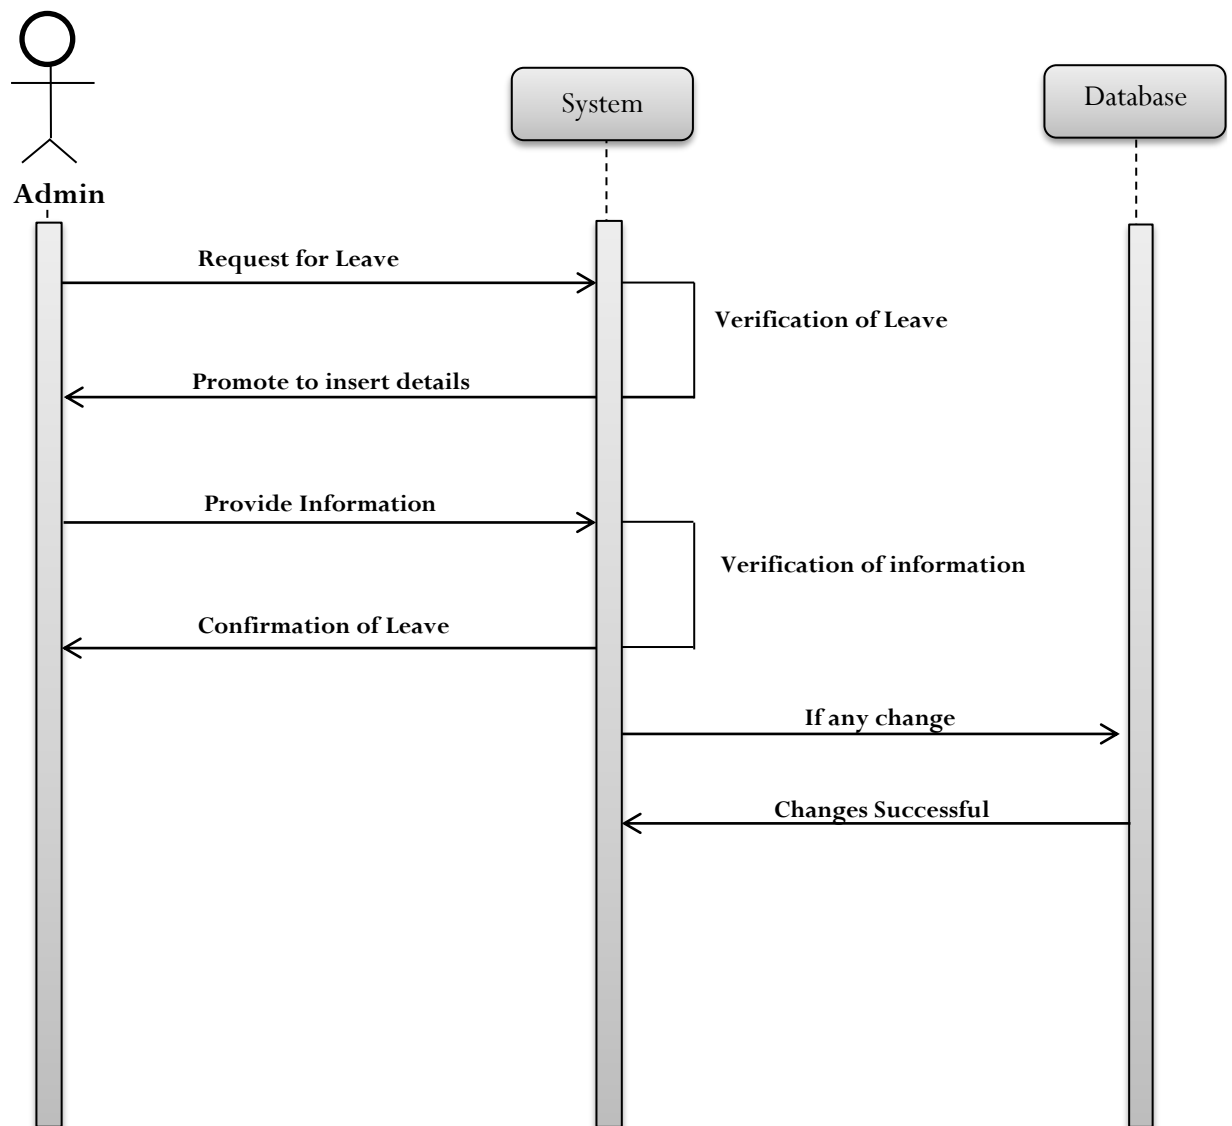 System
Database
Admin
Request for Leave
Verification of Leave
Promote to insert details
Provide Information
Verification of information
Confirmation of Leave
If any change
Changes Successful